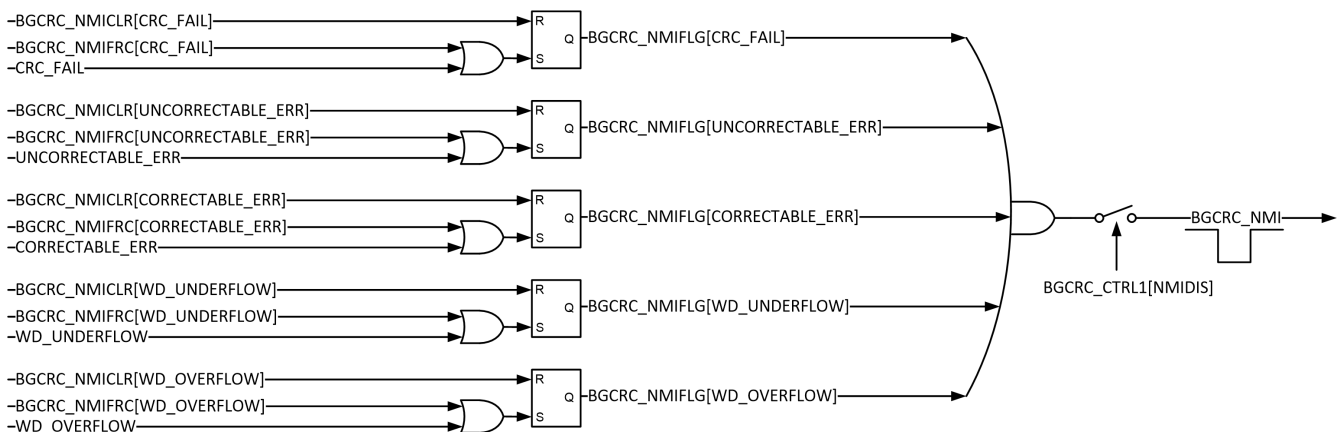 BGCRC_NMICLR[CRC_FAIL]
R
BGCRC_NMIFRC[CRC_FAIL]
Q
BGCRC_NMIFLG[CRC_FAIL]
CRC_FAIL
S
BGCRC_NMICLR[UNCORRECTABLE_ERR]
R
BGCRC_NMIFRC[UNCORRECTABLE_ERR]
Q
BGCRC_NMIFLG[UNCORRECTABLE_ERR]
UNCORRECTABLE_ERR
S
BGCRC_NMICLR[CORRECTABLE_ERR]
R
BGCRC_NMIFRC[CORRECTABLE_ERR]
Q
BGCRC_NMIFLG[CORRECTABLE_ERR]
CORRECTABLE_ERR
S
BGCRC_NMI
BGCRC_CTRL1[NMIDIS]
BGCRC_NMICLR[WD_UNDERFLOW]
R
BGCRC_NMIFRC[WD_UNDERFLOW]
Q
BGCRC_NMIFLG[WD_UNDERFLOW]
WD_UNDERFLOW
S
BGCRC_NMICLR[WD_OVERFLOW]
R
BGCRC_NMIFRC[WD_OVERFLOW]
Q
BGCRC_NMIFLG[WD_OVERFLOW]
WD_OVERFLOW
S